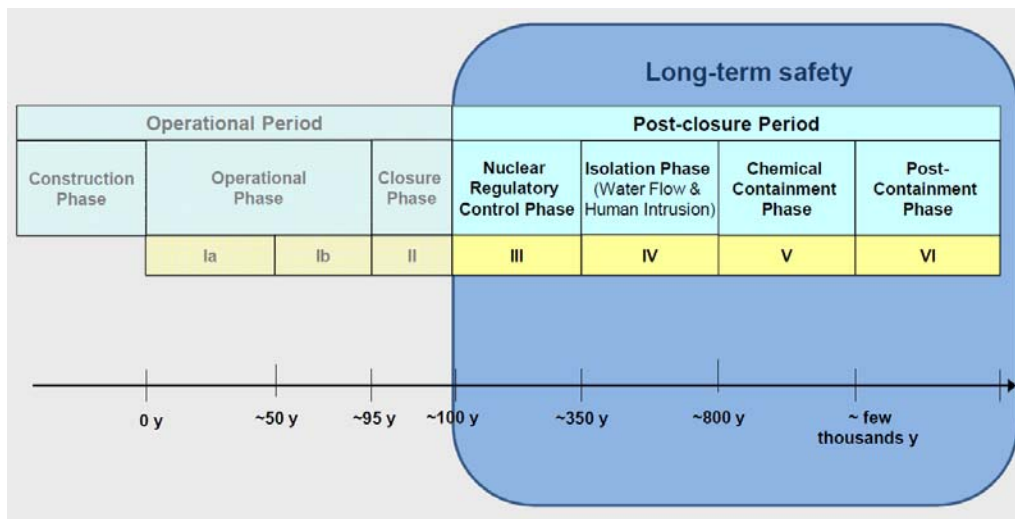 Long-term safety
Operational Period
Post-closure Period
Construction
Phase
Operational
Phase
Closure
Phase
Nuclear
Regulatory
Control Phase
Isolation Phase
(Water Flow &
Human Intrusion)
Chemical
Containment
Phase
Post-
Containment
Phase
Ia
Ib
II
III
IV
V
VI
0 y
~50 y
~95 y
~100 y
~350 y
~800 y
~ few
thousands y